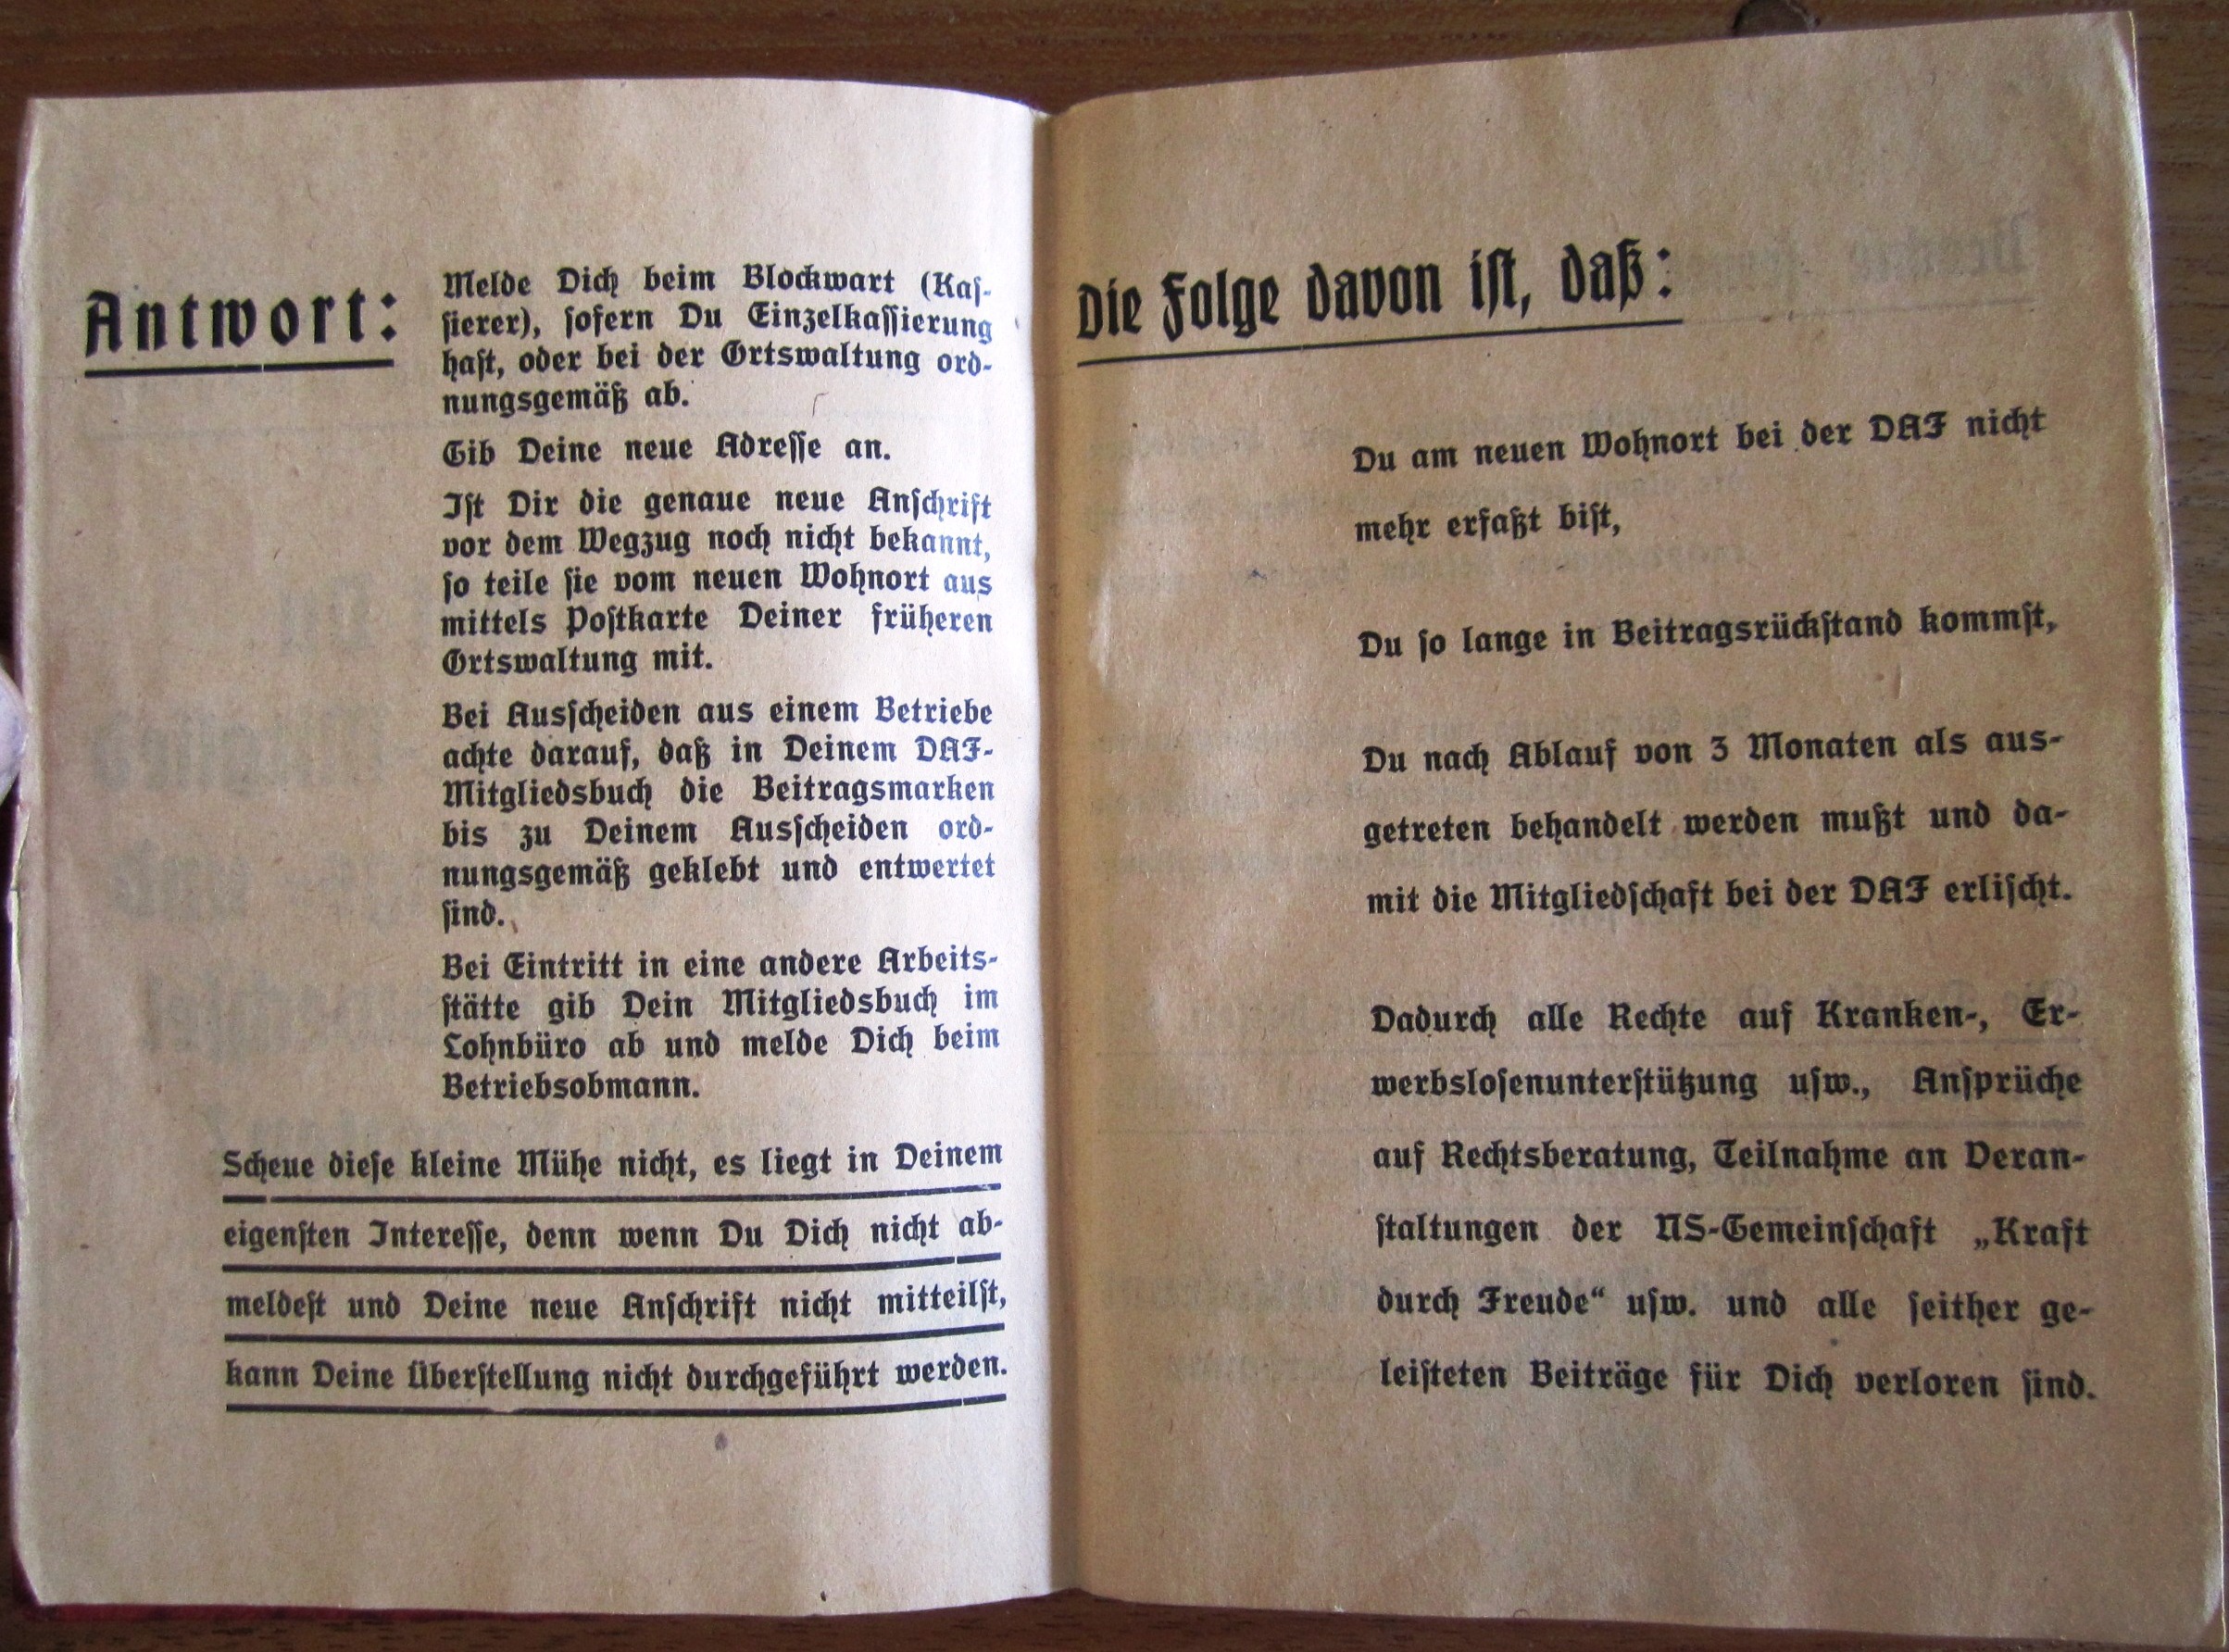 Antwort:
Melde Dich beim Blockwart (Kaſ-
ſierer), ſofern Du Einzelkaſſierung
haſt, oder bei der Ortswaltung ord-
nungsgemäß ab.
Gib Deine neue Adreſſe an.
Iſt Dir die genaue neue Anſchrift
vor dem Wegzug noch nicht bekannt,
ſo teile ſie vom neuen Wohnort aus
mittels Poſtkarte Deiner früheren
Ortswaltung mit.
Bei Ausſcheiden aus einem Betriebe
achte darauf, daß in Deinem DAF-
Mitgliedsbuch die Beitragsmarken
bis zu Deinem Ausſcheiden ord-
nungsgemäß geklebt und entwertet
ſind.
Bei Eintritt in eine andere Arbeits-
ſtätte gib Dein Mitgliedsbuch im
Lohnbüro ab und melde Dich beim
Betriebsobmann.
Scheue dieſe kleine Mühe nicht, es liegt in Deinem
eigenſten Intereſſe, denn wenn Du Dich nicht ab-
meldeſt und Deine neue Anſchrift nicht mitteilſt,
kann Deine Überſtellung nicht durchgeführt werden.
Die Folge davon iſt, daß:
Du am neuen Wohnort bei der DAF nicht
mehr erfaßt biſt,
Du ſo lange in Beitragsrückſtand kommſt,
Du nach Ablauf von 3 Monaten als aus-
getreten behandelt werden mußt und da-
mit die Mitgliedſchaft bei der DAF erliſcht.
Dadurch alle Rechte auf Kranken-, Er-
werbsloſenunterſtützung uſw., Anſprüche
auf Rechtsberatung, Teilnahme an Veran-
ſtaltungen der NS-Gemeinſchaft „Kraft
durch Freude“ uſw. und alle ſeither ge-
leiſteten Beiträge für Dich verloren ſind.